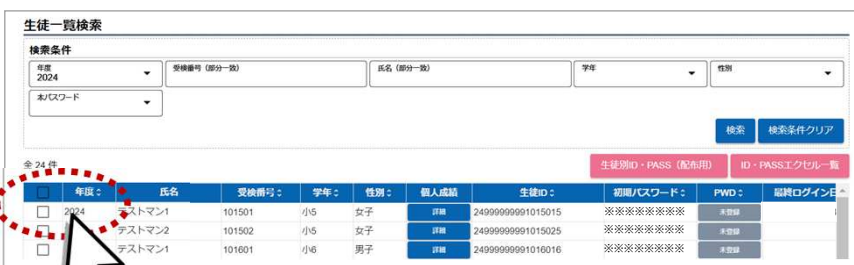 生徒一覧検索
検索条件
年度
2024
受検番号（部分一致）
氏名（部分一致）
学年
性別
本パスワード
検索
検索条件クリア
全 24 件
生徒別ID・PASS（配布用）
ID・PASSエクセル一覧
年度 氏名 受検番号 学年 性別 個人成績 生徒ID 初期パスワード PWD 最終ログイン日
2024 テストマン1 101501 小5 女子 詳細 24999999991015015 ※※※※※※※※ 未登録
テストマン2 101502 小5 女子 詳細 24999999991015025 ※※※※※※※※ 未登録
テストマン1 101601 小6 男子 詳細 24999999991016016 ※※※※※※※※ 未登録